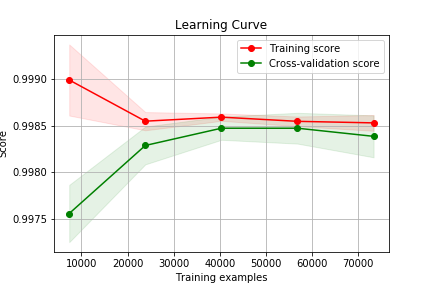 Learning Curve
Training score
Cross-validation score
0.9990
0.9985
0.9980
0.9975
Score
10000 20000 30000 40000 50000 60000 70000
Training examples